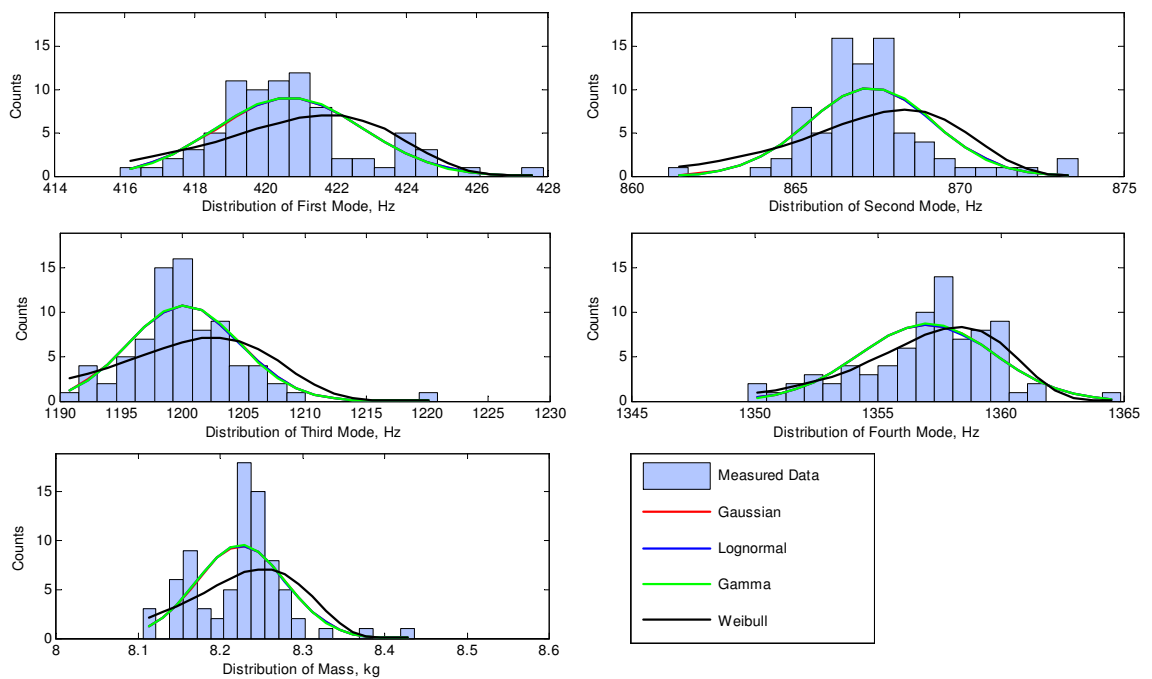 15
10
5
0
Counts
414 416 418 420 422 424 426 428
Distribution of First Mode, Hz
15
10
5
0
Counts
860 865 870 875
Distribution of Second Mode, Hz
15
10
5
0
Counts
1190 1195 1200 1205 1210 1215 1220 1225 1230
Distribution of Third Mode, Hz
15
10
5
0
Counts
1345 1350 1355 1360 1365
Distribution of Fourth Mode, Hz
15
10
5
0
Counts
8 8.1 8.2 8.3 8.4 8.5 8.6
Distribution of Mass, kg
Measured Data
Gaussian
Lognormal
Gamma
Weibull